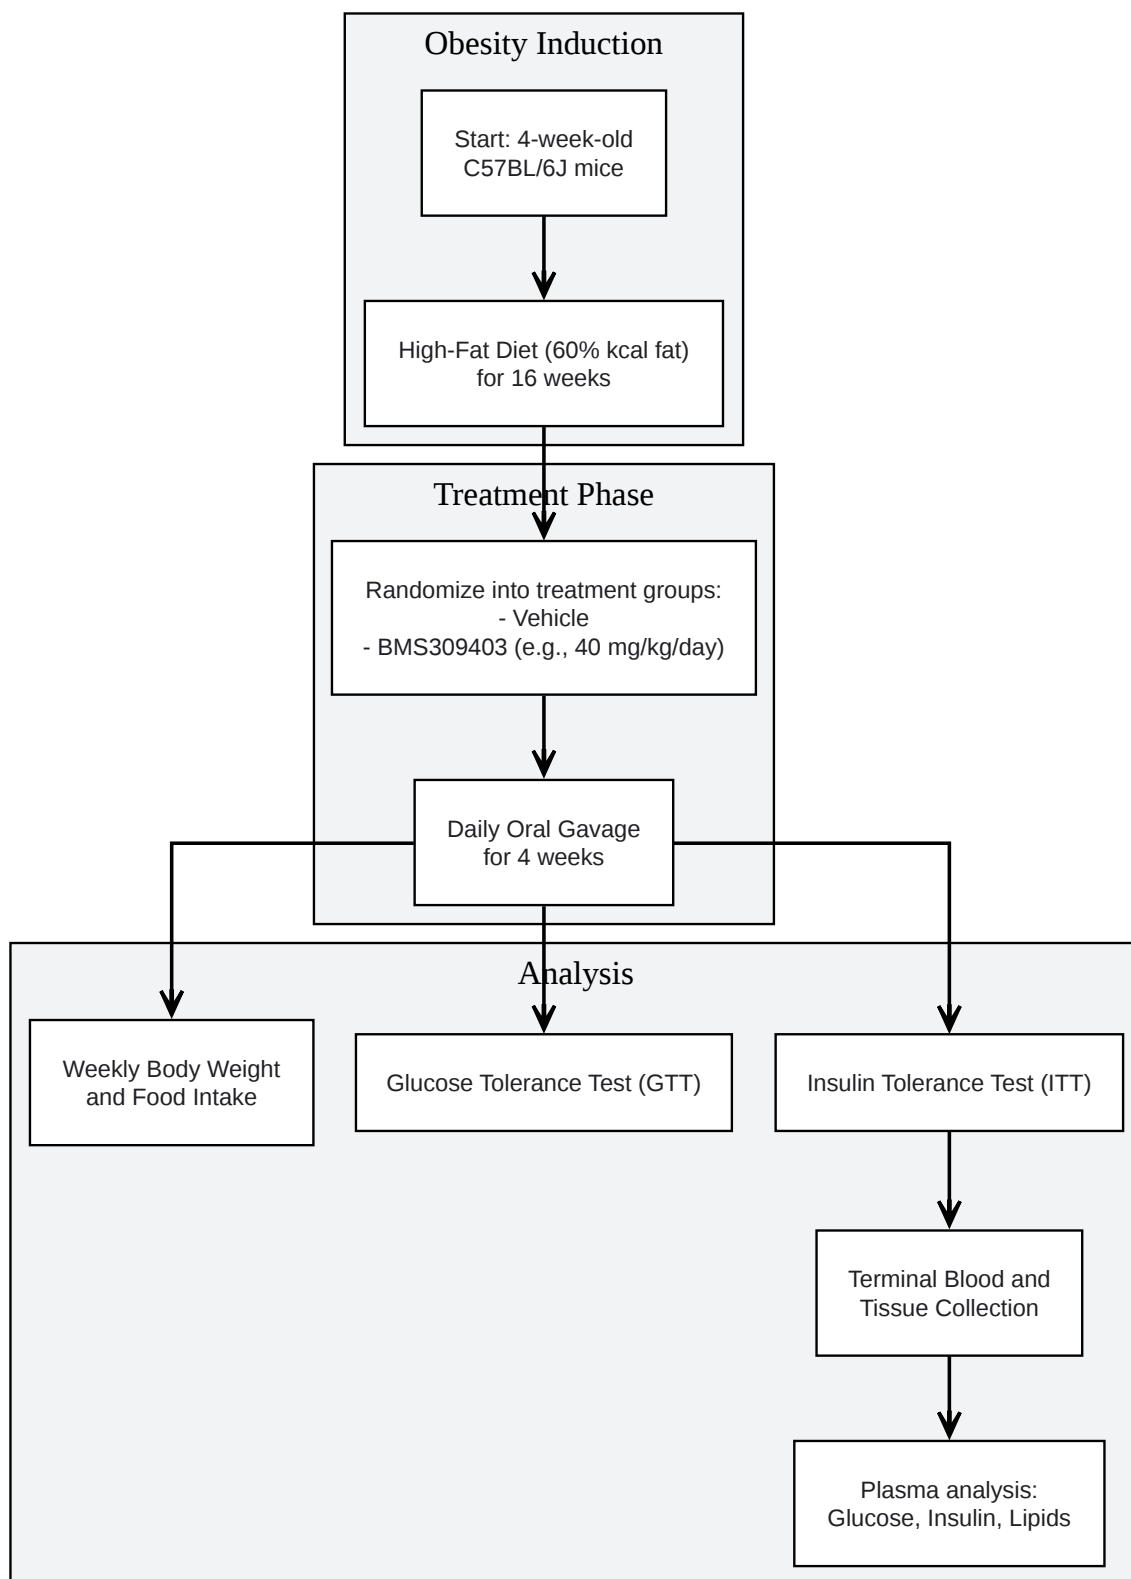 Obesity Induction
Start: 4-week-old
C57BL/6J mice
High-Fat Diet (60% kcal fat)
for 16 weeks
Treatment Phase
Randomize into treatment groups:
- Vehicle
- BMS309403 (e.g., 40 mg/kg/day)
Daily Oral Gavage
for 4 weeks
Analysis
Weekly Body Weight
and Food Intake
Glucose Tolerance Test (GTT)
Insulin Tolerance Test (ITT)
Terminal Blood and
Tissue Collection
Plasma analysis:
Glucose, Insulin, Lipids